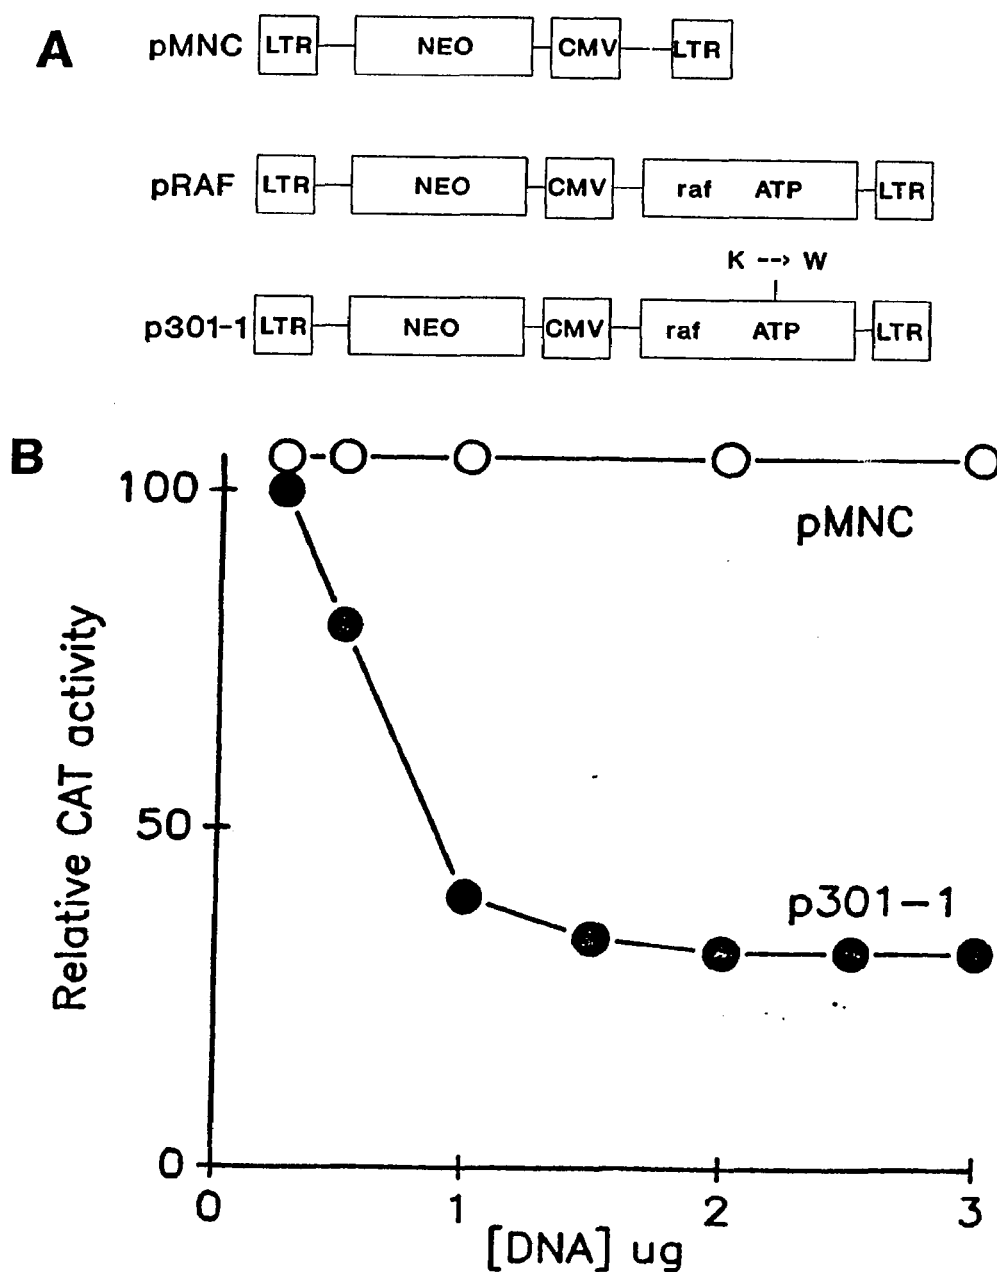 A
pMNC LTR NEO CMV LTR
pRAF LTR NEO CMV raf ATP LTR
K --> W
p301-1 LTR NEO CMV raf ATP LTR
B
100
pMNC
Relative CAT activity
50
p301-1
0
0 1 2 3
[DNA] ug